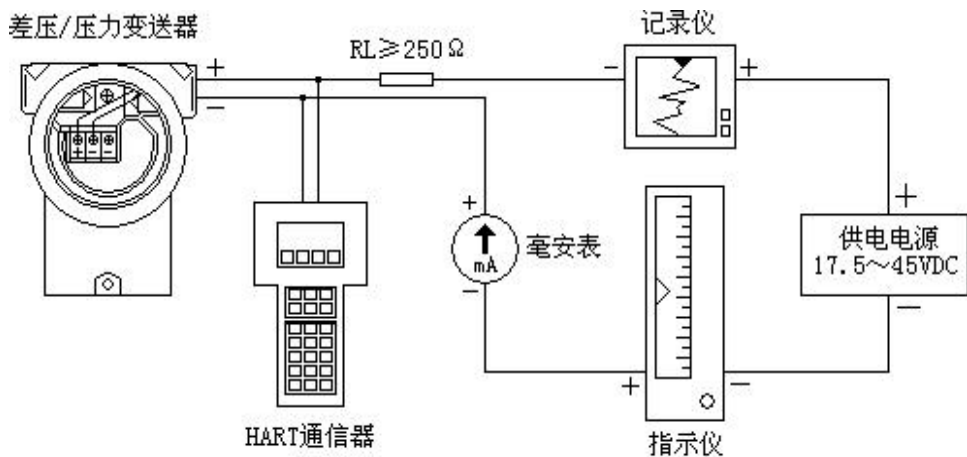 差压/压力变送器
记录仪
RL≥250Ω
+
−
−
+
+ − −
+
毫安表
mA
−
+
供电电源
17.5～45VDC
−
+
−
HART通信器
指示仪